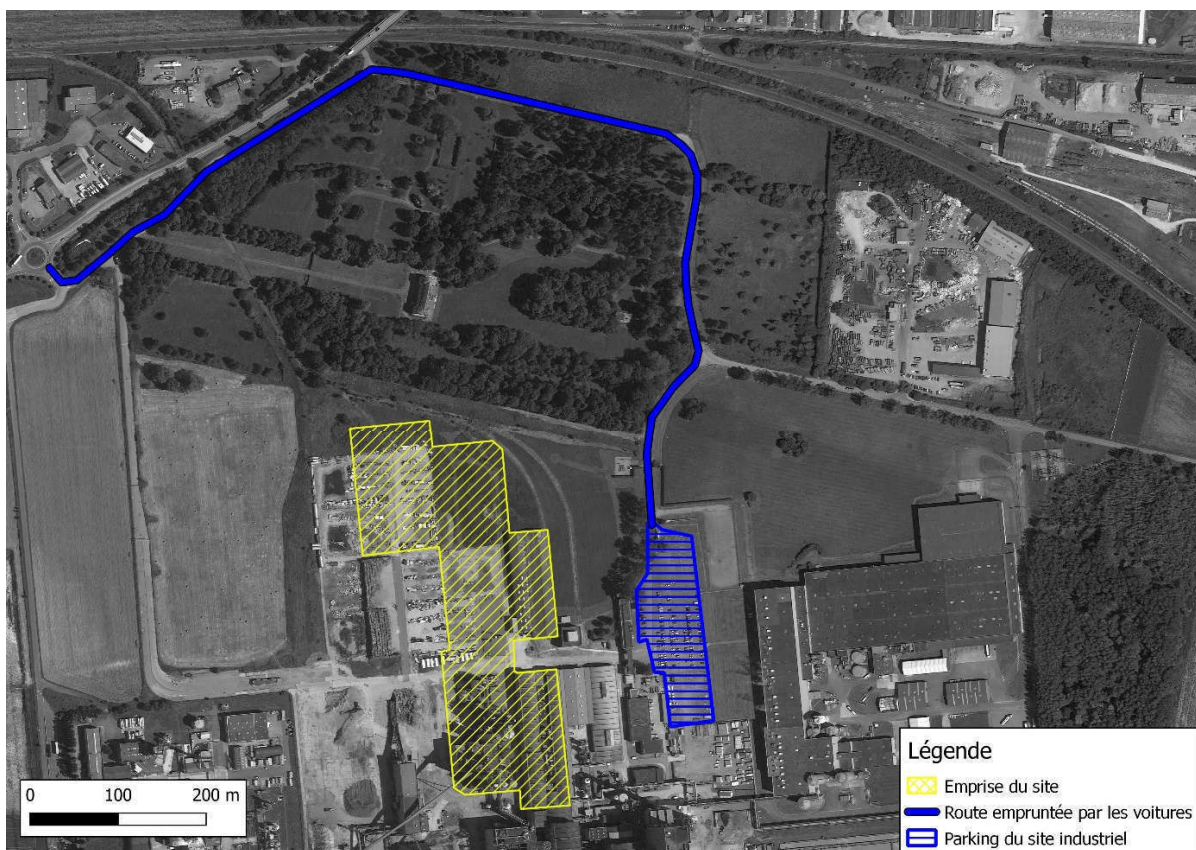 Légende
Emprise du site
Route empruntée par les voitures
Parking du site industriel
0 100 200 m